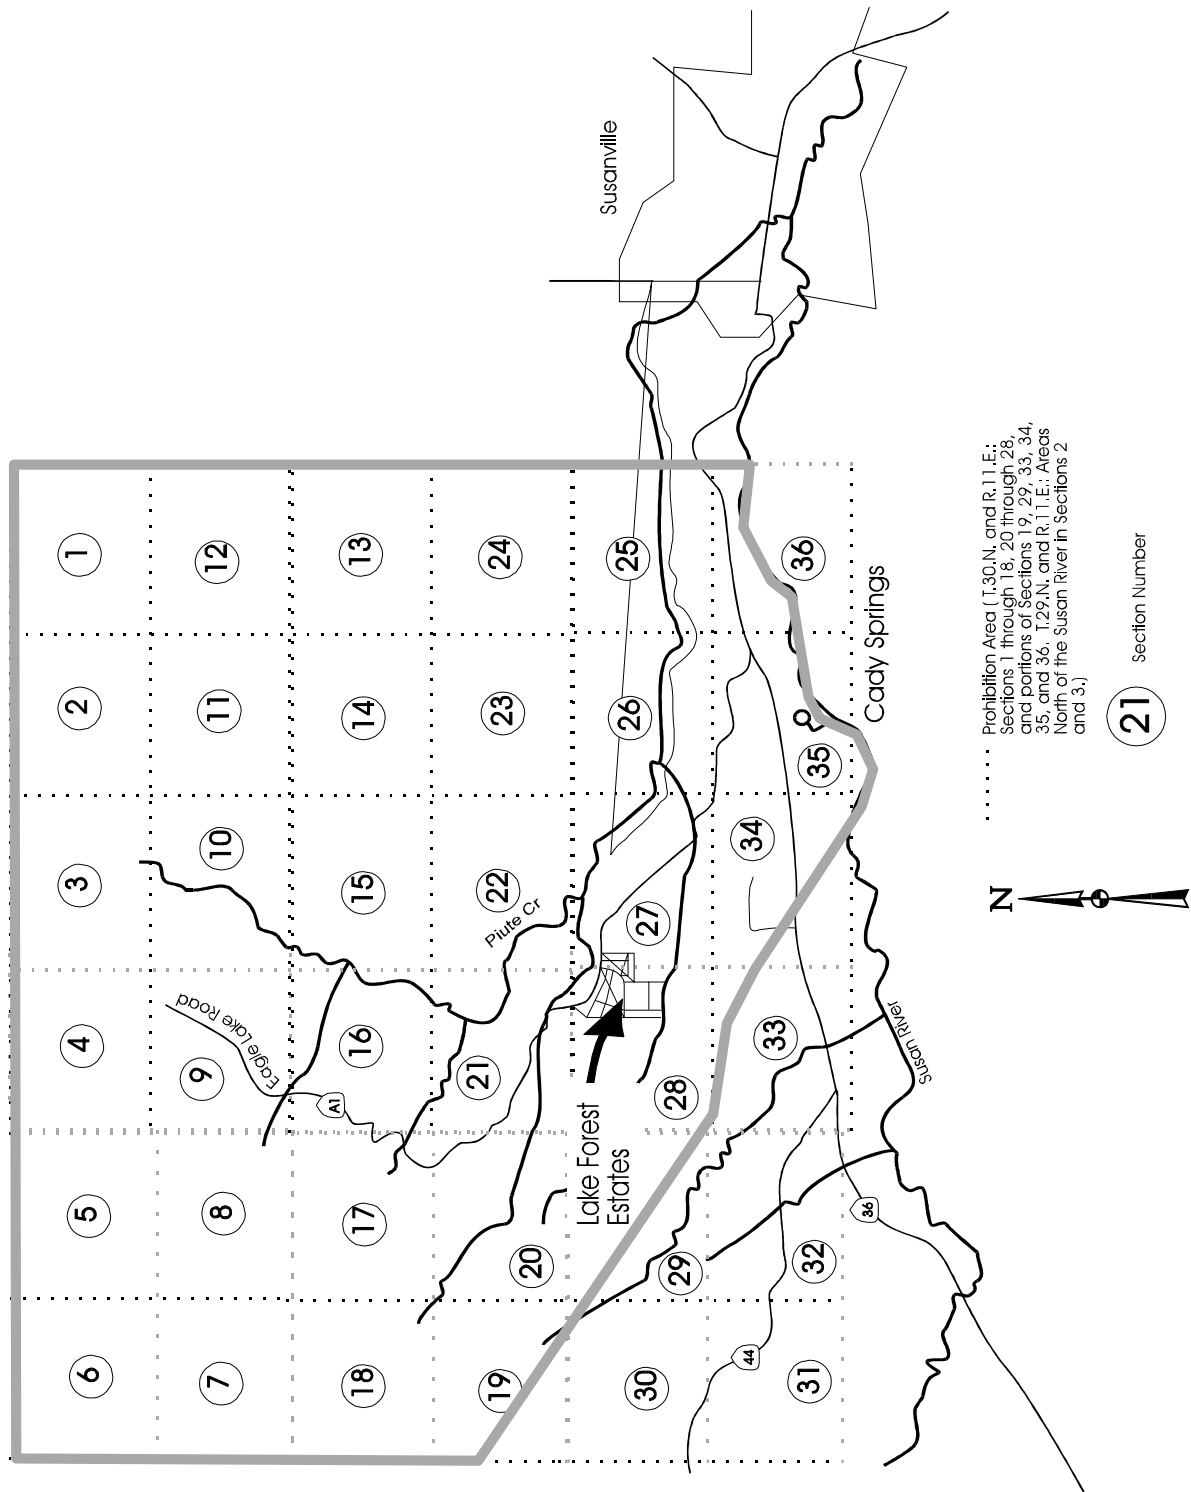 6
5
4
3
2
1
7
8
9
10
11
12
18
17
16
15
14
13
19
20
21
22
23
24
30
29
28
27
26
25
31
32
33
34
35
36
Eagle Lake Road
A1
Piute Cr
Lake Forest
Estates
44
36
Susan River
Cady Springs
Susanville
N
Prohibition Area ( T.30.N. and R.11.E.:
Sections 1 through 18, 20 through 28,
and portions of Sections 19, 29, 33, 34,
35, and 36, T.29.N. and R.11.E.: Areas
North of the Susan River in Sections 2
and 3.)
21
Section Number